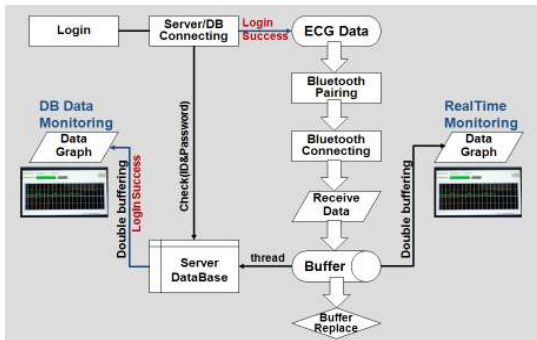 Login
Server/DB
Connecting
Login
Success
ECG Data
Bluetooth
Pairing
DB Data
Monitoring
Data
Graph
RealTime
Monitoring
Data
Graph
Bluetooth
Connecting
Check(ID&Password)
Double buffering
LogIn Success
Receive
Data
Double buffering
Server
DataBase
thread
Buffer
Buffer
Replace